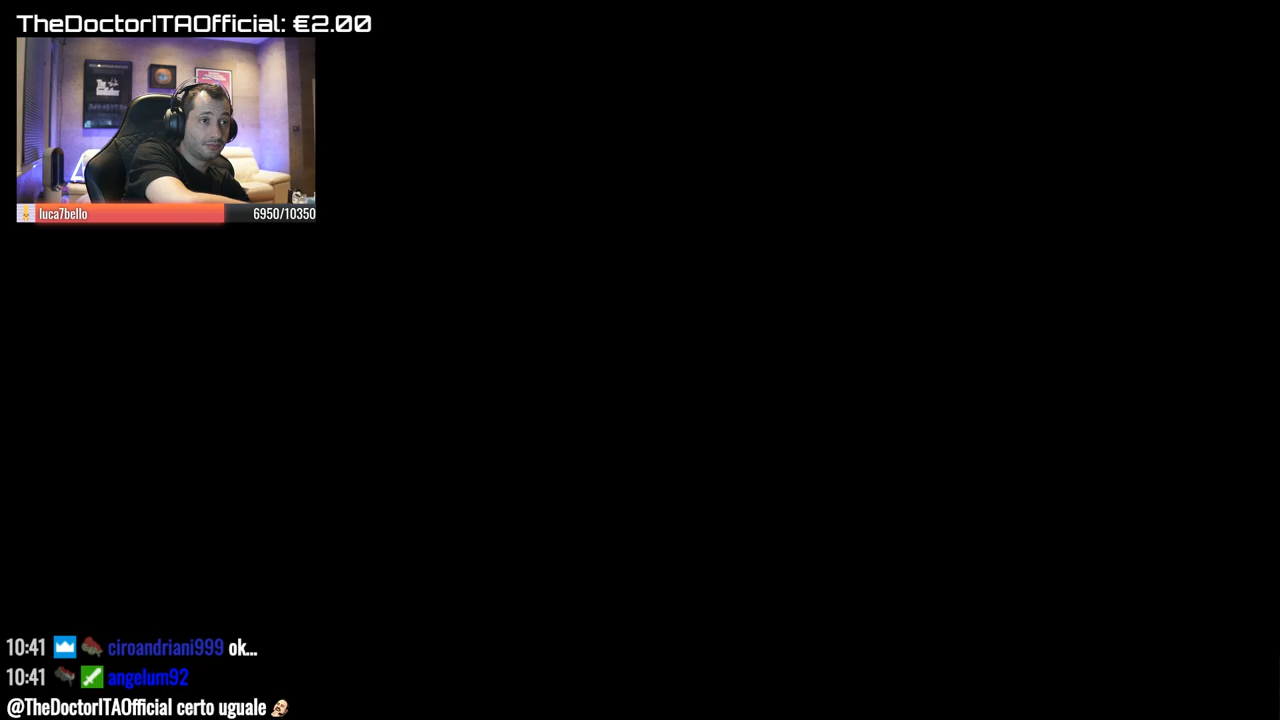 TheDoctorITAOfficial: €2.00
luca7bello 6950/10350
10:41 ciroandriani999 ok...
10:41 angelum92
@TheDoctorITAOfficial certo uguale